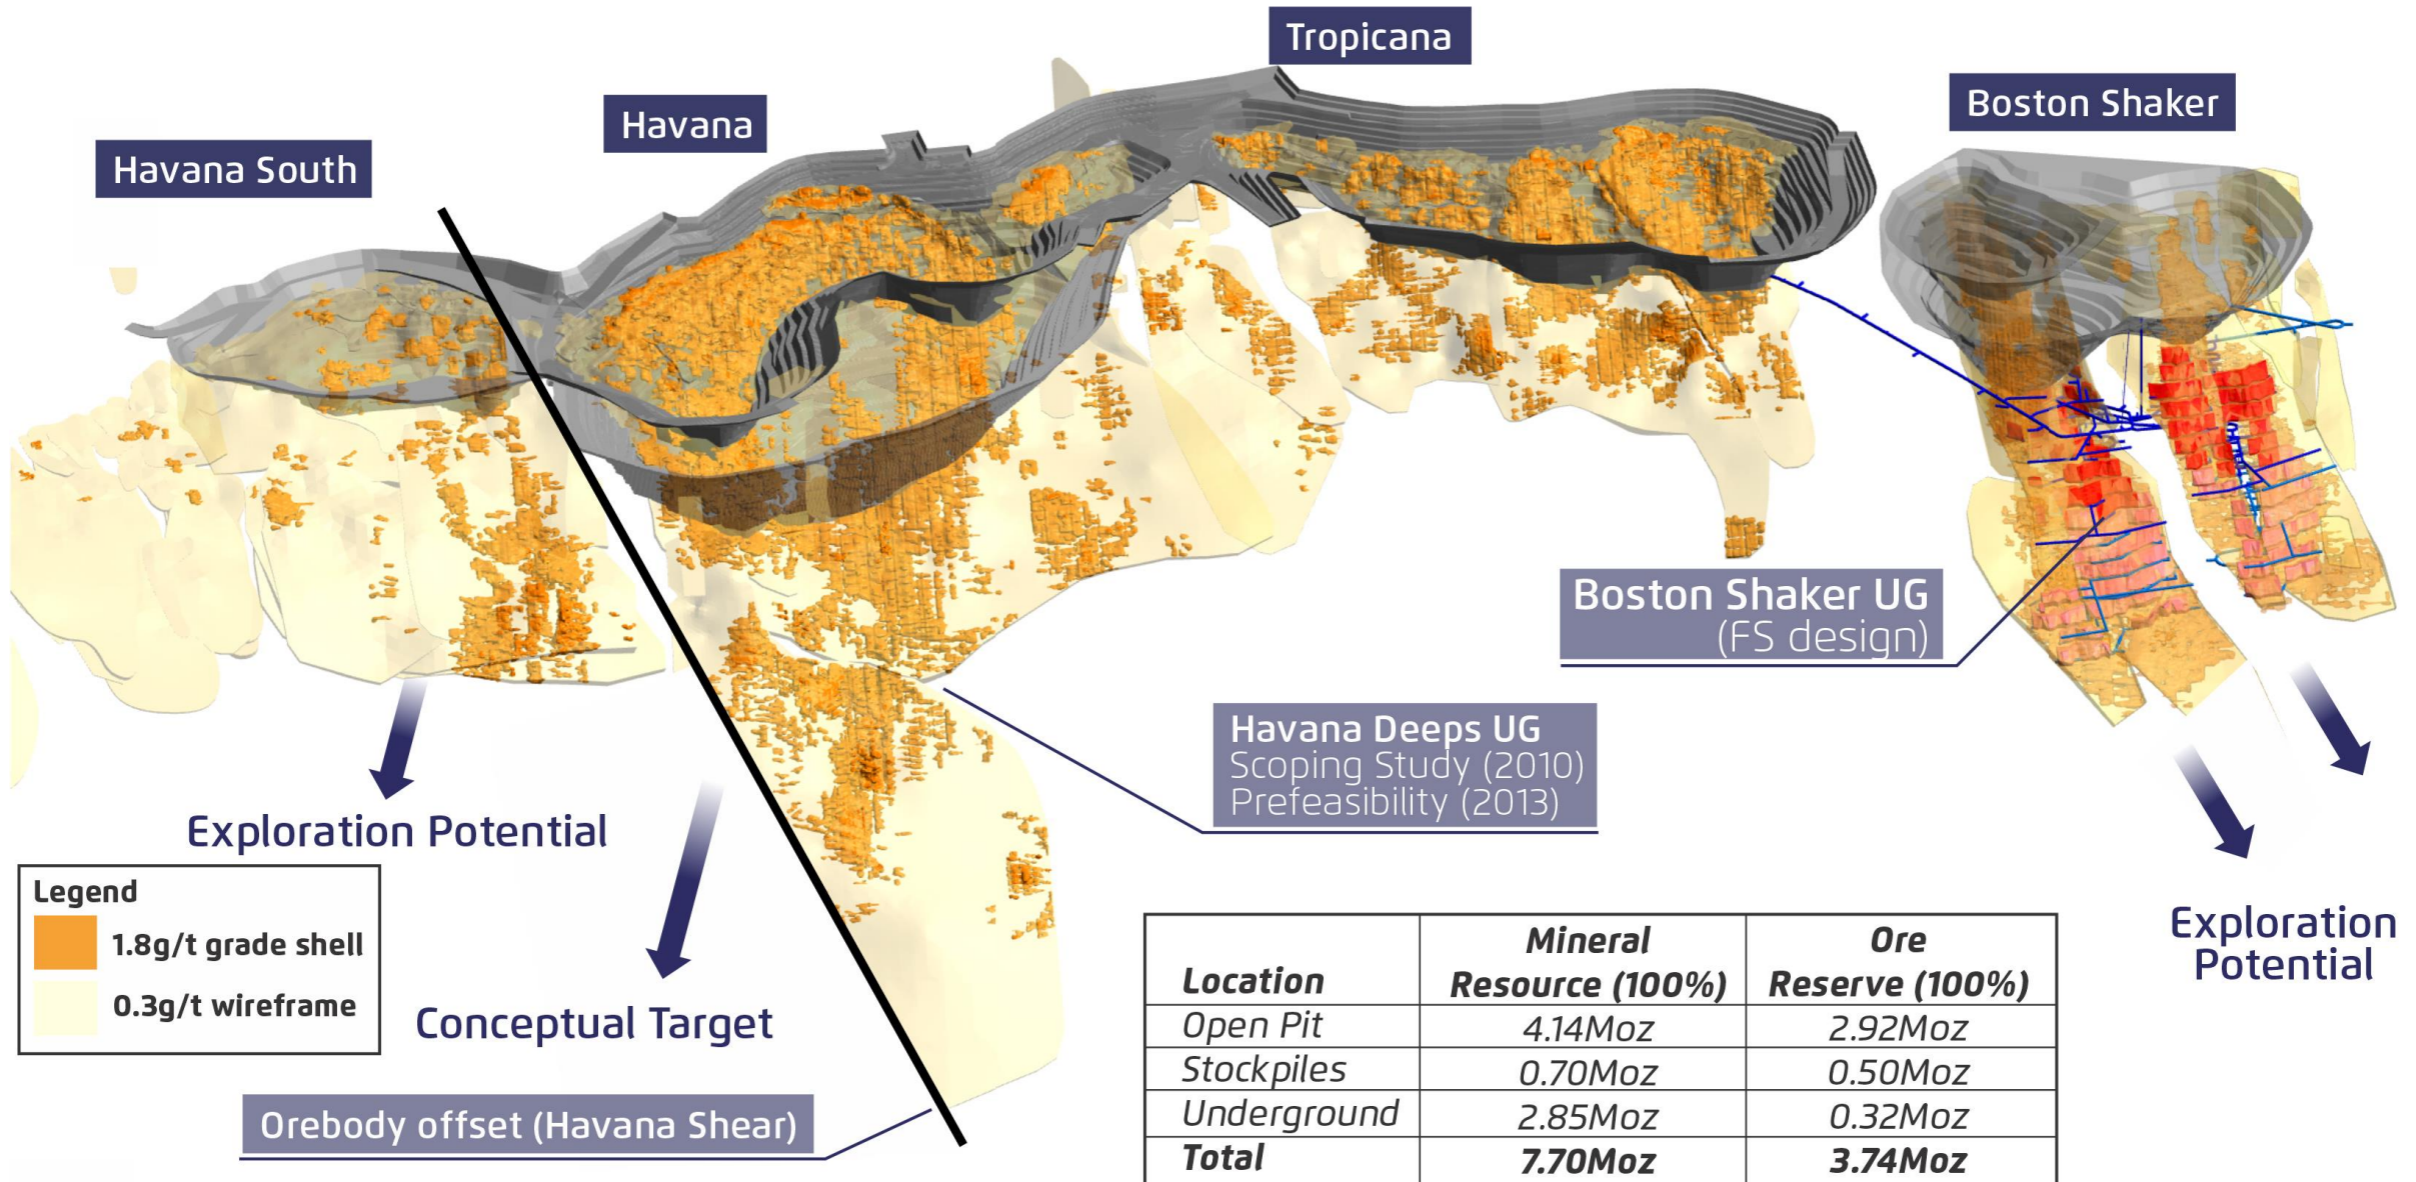 Tropicana
Boston Shaker
Havana
Havana South
Boston Shaker UG
(FS design)
Havana Deeps UG
Scoping Study (2010)
Prefeasibility (2013)
Exploration Potential
Legend
1.8g/t grade shell
0.3g/t wireframe
Conceptual Target
Orebody offset (Havana Shear)
Exploration
Potential
Location Mineral Resource (100%) Ore Reserve (100%)
Open Pit 4.14Moz 2.92Moz
Stockpiles 0.70Moz 0.50Moz
Underground 2.85Moz 0.32Moz
Total 7.70Moz 3.74Moz